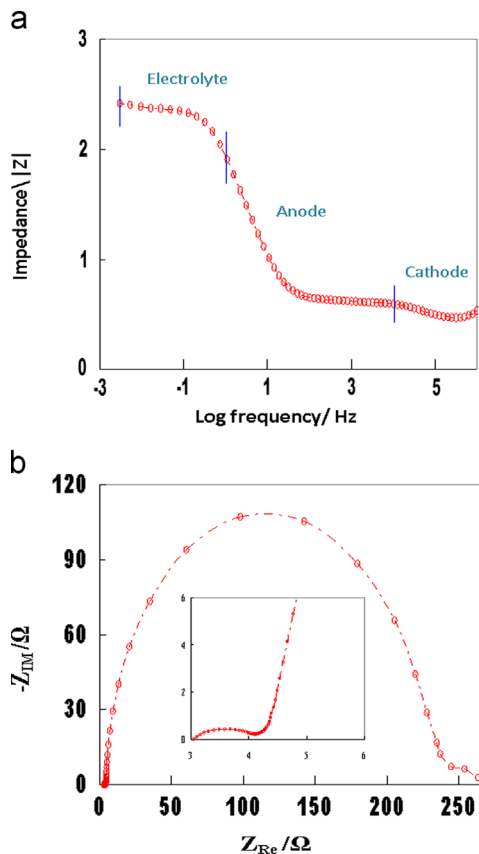 a
3
Electrolyte
2
Impedance\ |Z|
Anode
1
Cathode
0
-3 -1 1 3 5
Log frequency/ Hz
b
120
90
60
30
0
-Z_IM/Ω
6
4
2
0
3 4 5 6
0 50 100 150 200 250
Z_Re/Ω